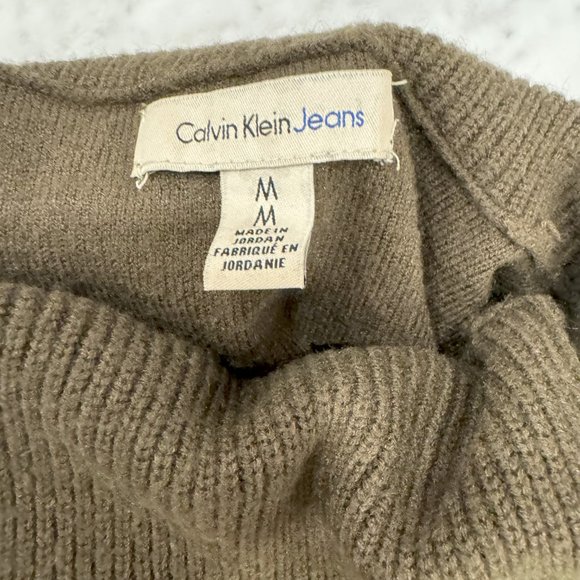 Calvin Klein Jeans
M
M
MADE IN
JORDAN
FABRIQUÉ EN
JORDANIE